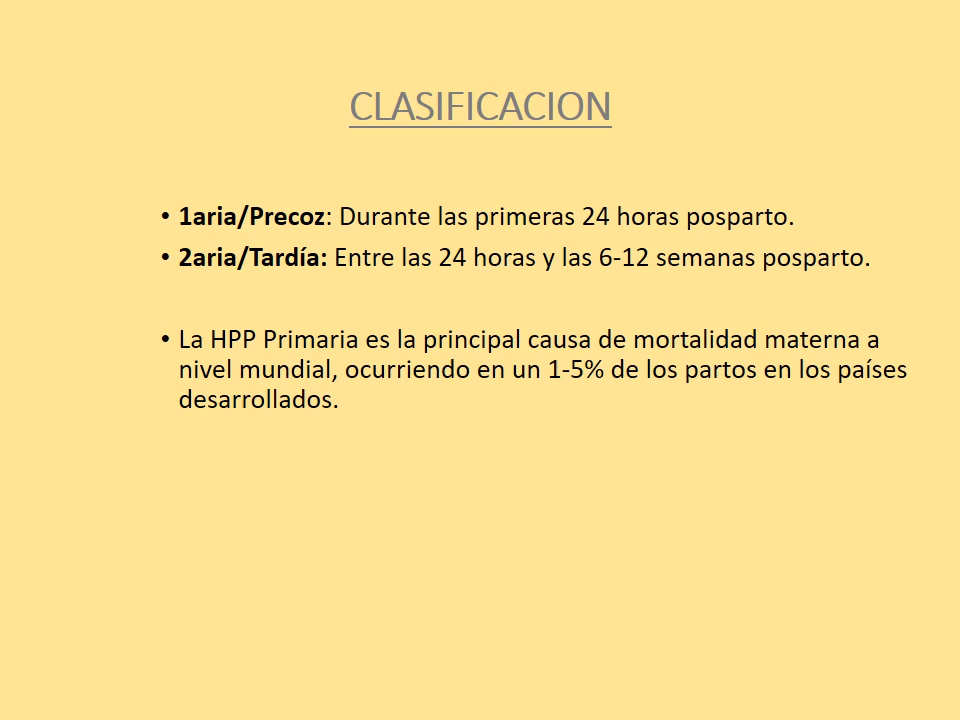 CLASIFICACION
• 1aria/Precoz: Durante las primeras 24 horas posparto.
• 2aria/Tardía: Entre las 24 horas y las 6-12 semanas posparto.
• La HPP Primaria es la principal causa de mortalidad materna a
nivel mundial, ocurriendo en un 1-5% de los partos en los países
desarrollados.